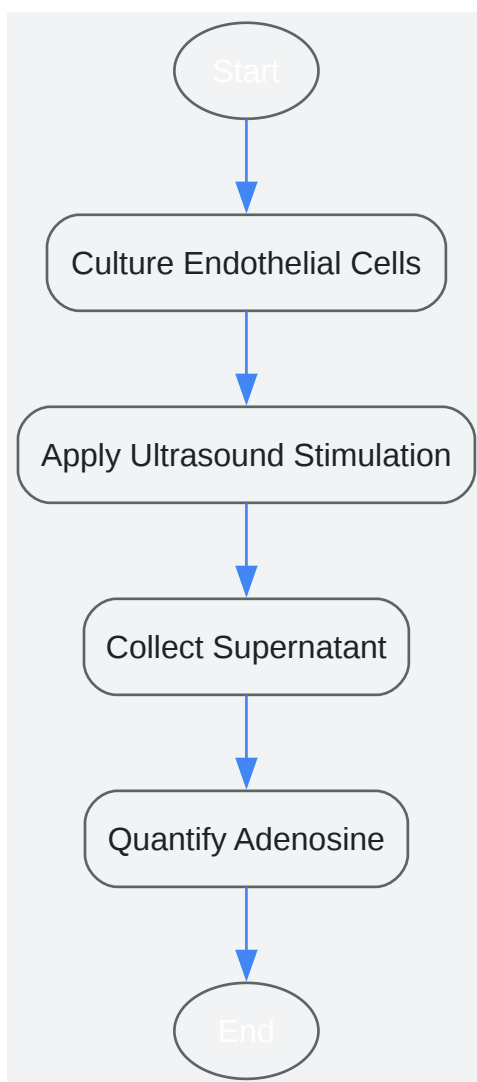 Start
Culture Endothelial Cells
Apply Ultrasound Stimulation
Collect Supernatant
Quantify Adenosine
End